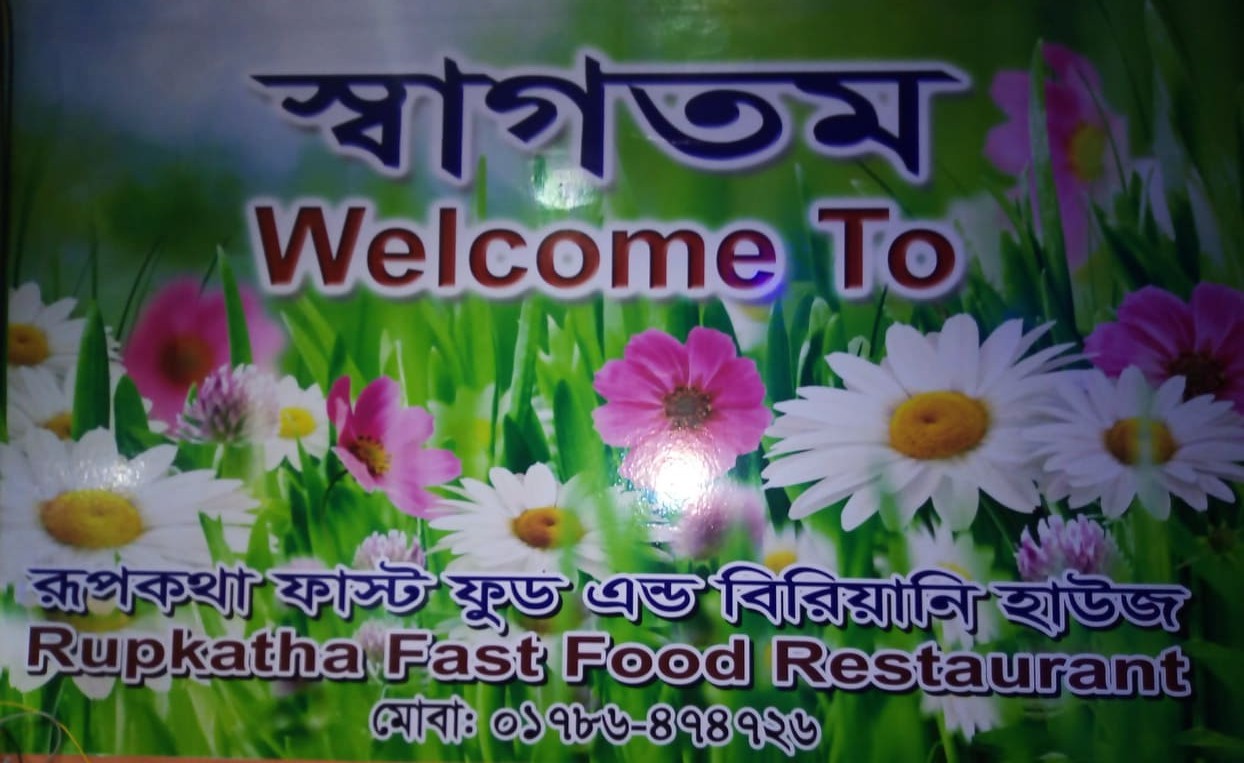 স্বাগতম
Welcome To
রূপকথা ফাস্ট ফুড এন্ড বিরিয়ানি হাউজ
Rupkatha Fast Food Restaurant
মোবাঃ ০১৭৮৬-৪৭৪৭২৬